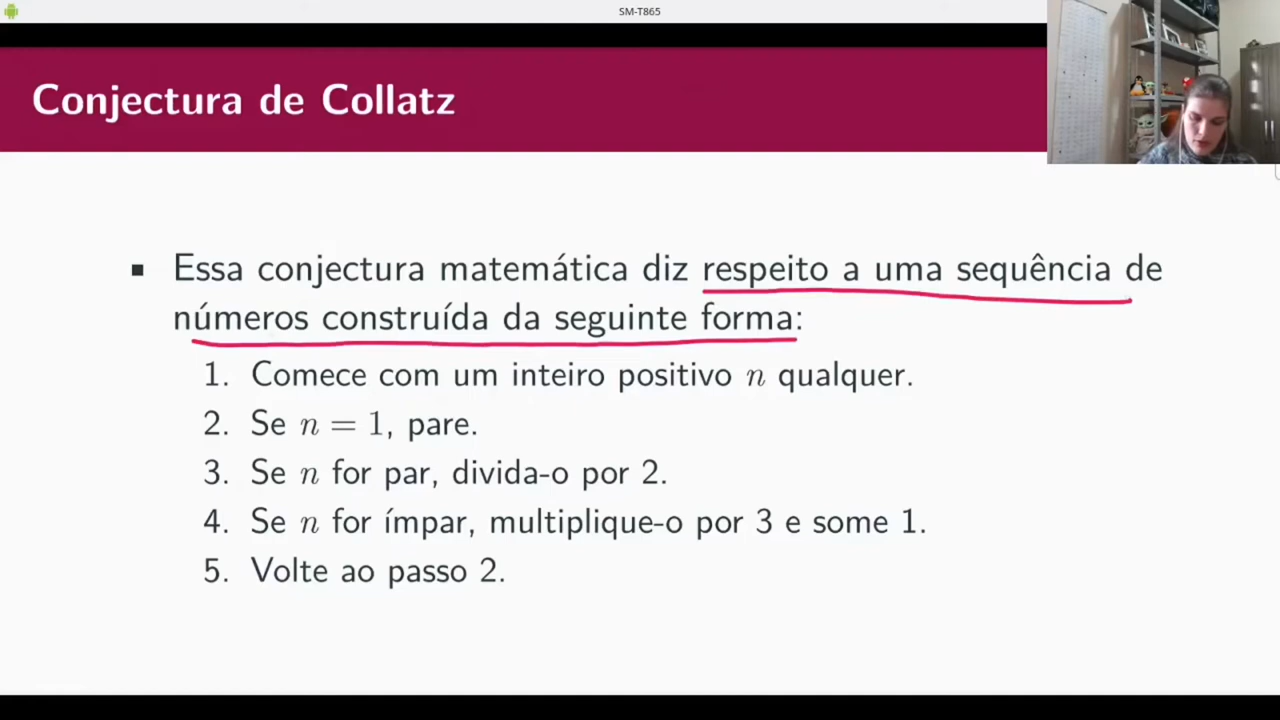 SM-T865
Conjectura de Collatz
▪ Essa conjectura matemática diz respeito a uma sequência de
números construída da seguinte forma:
1. Comece com um inteiro positivo n qualquer.
2. Se n = 1, pare.
3. Se n for par, divida-o por 2.
4. Se n for ímpar, multiplique-o por 3 e some 1.
5. Volte ao passo 2.